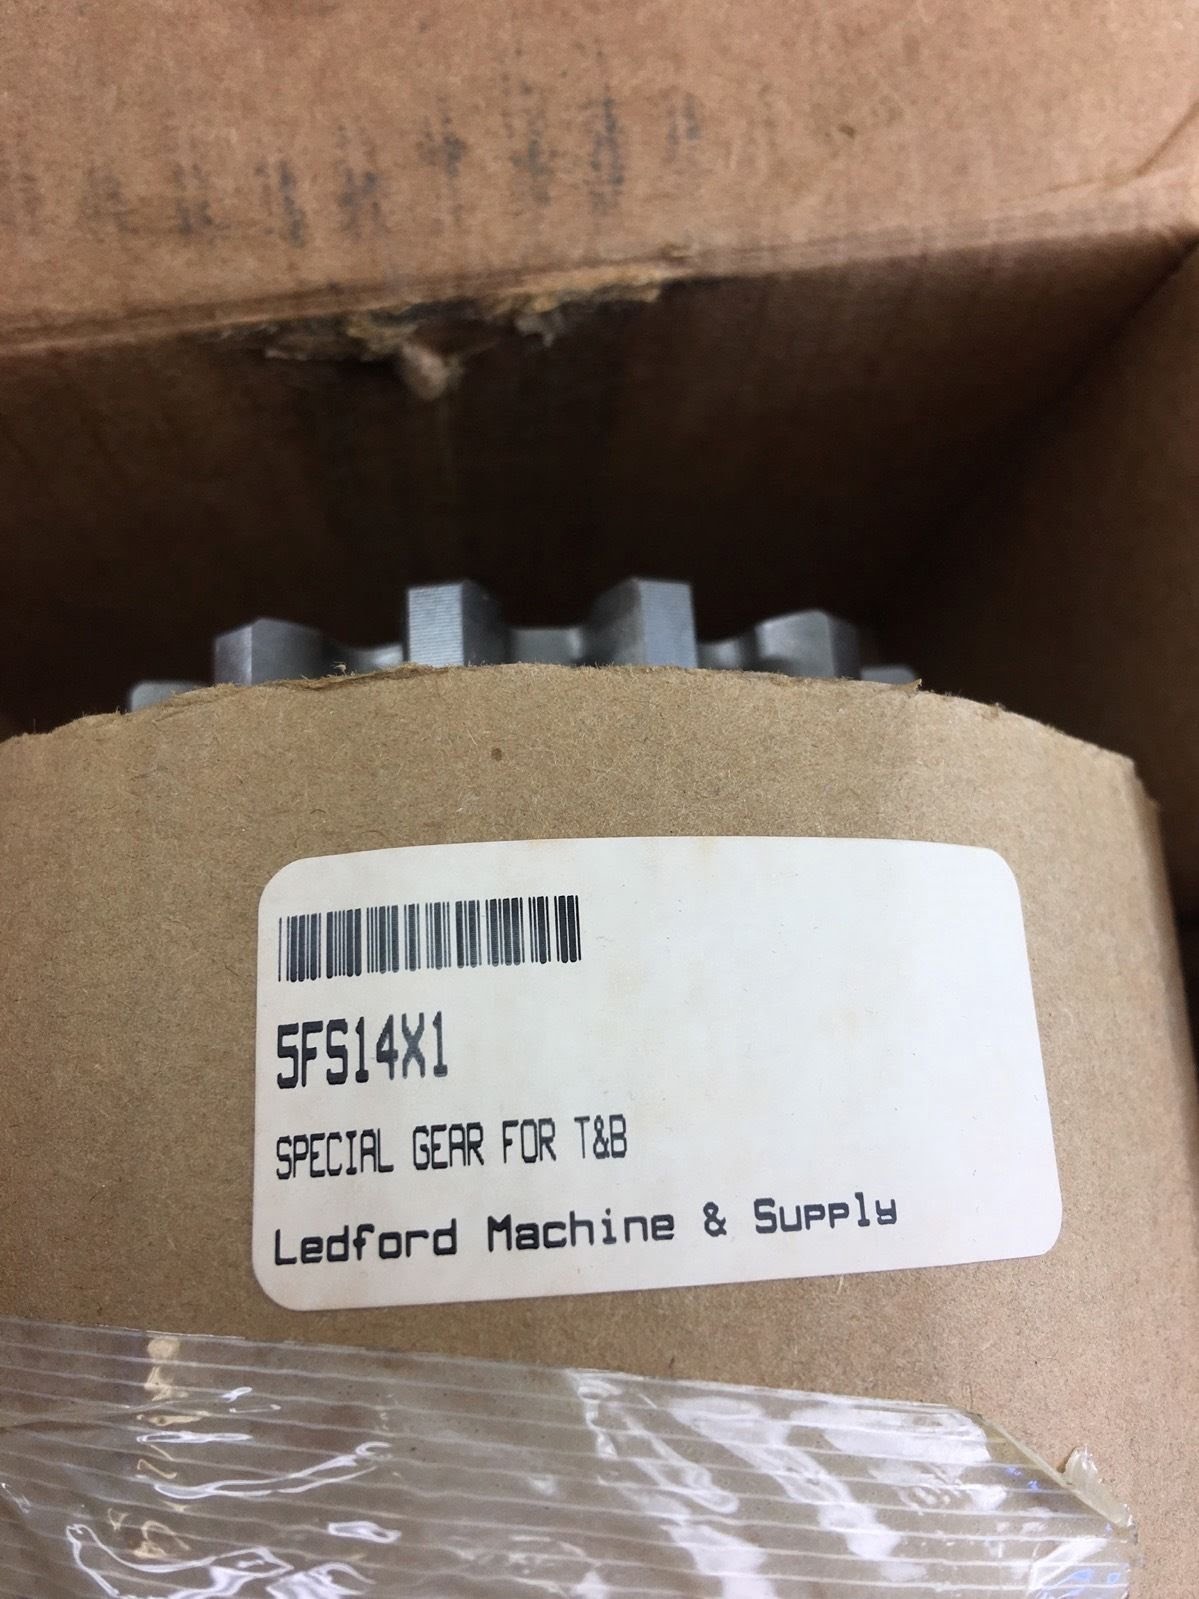 5FS14X1
SPECIAL GEAR FOR T&B
Ledford Machine & Supply